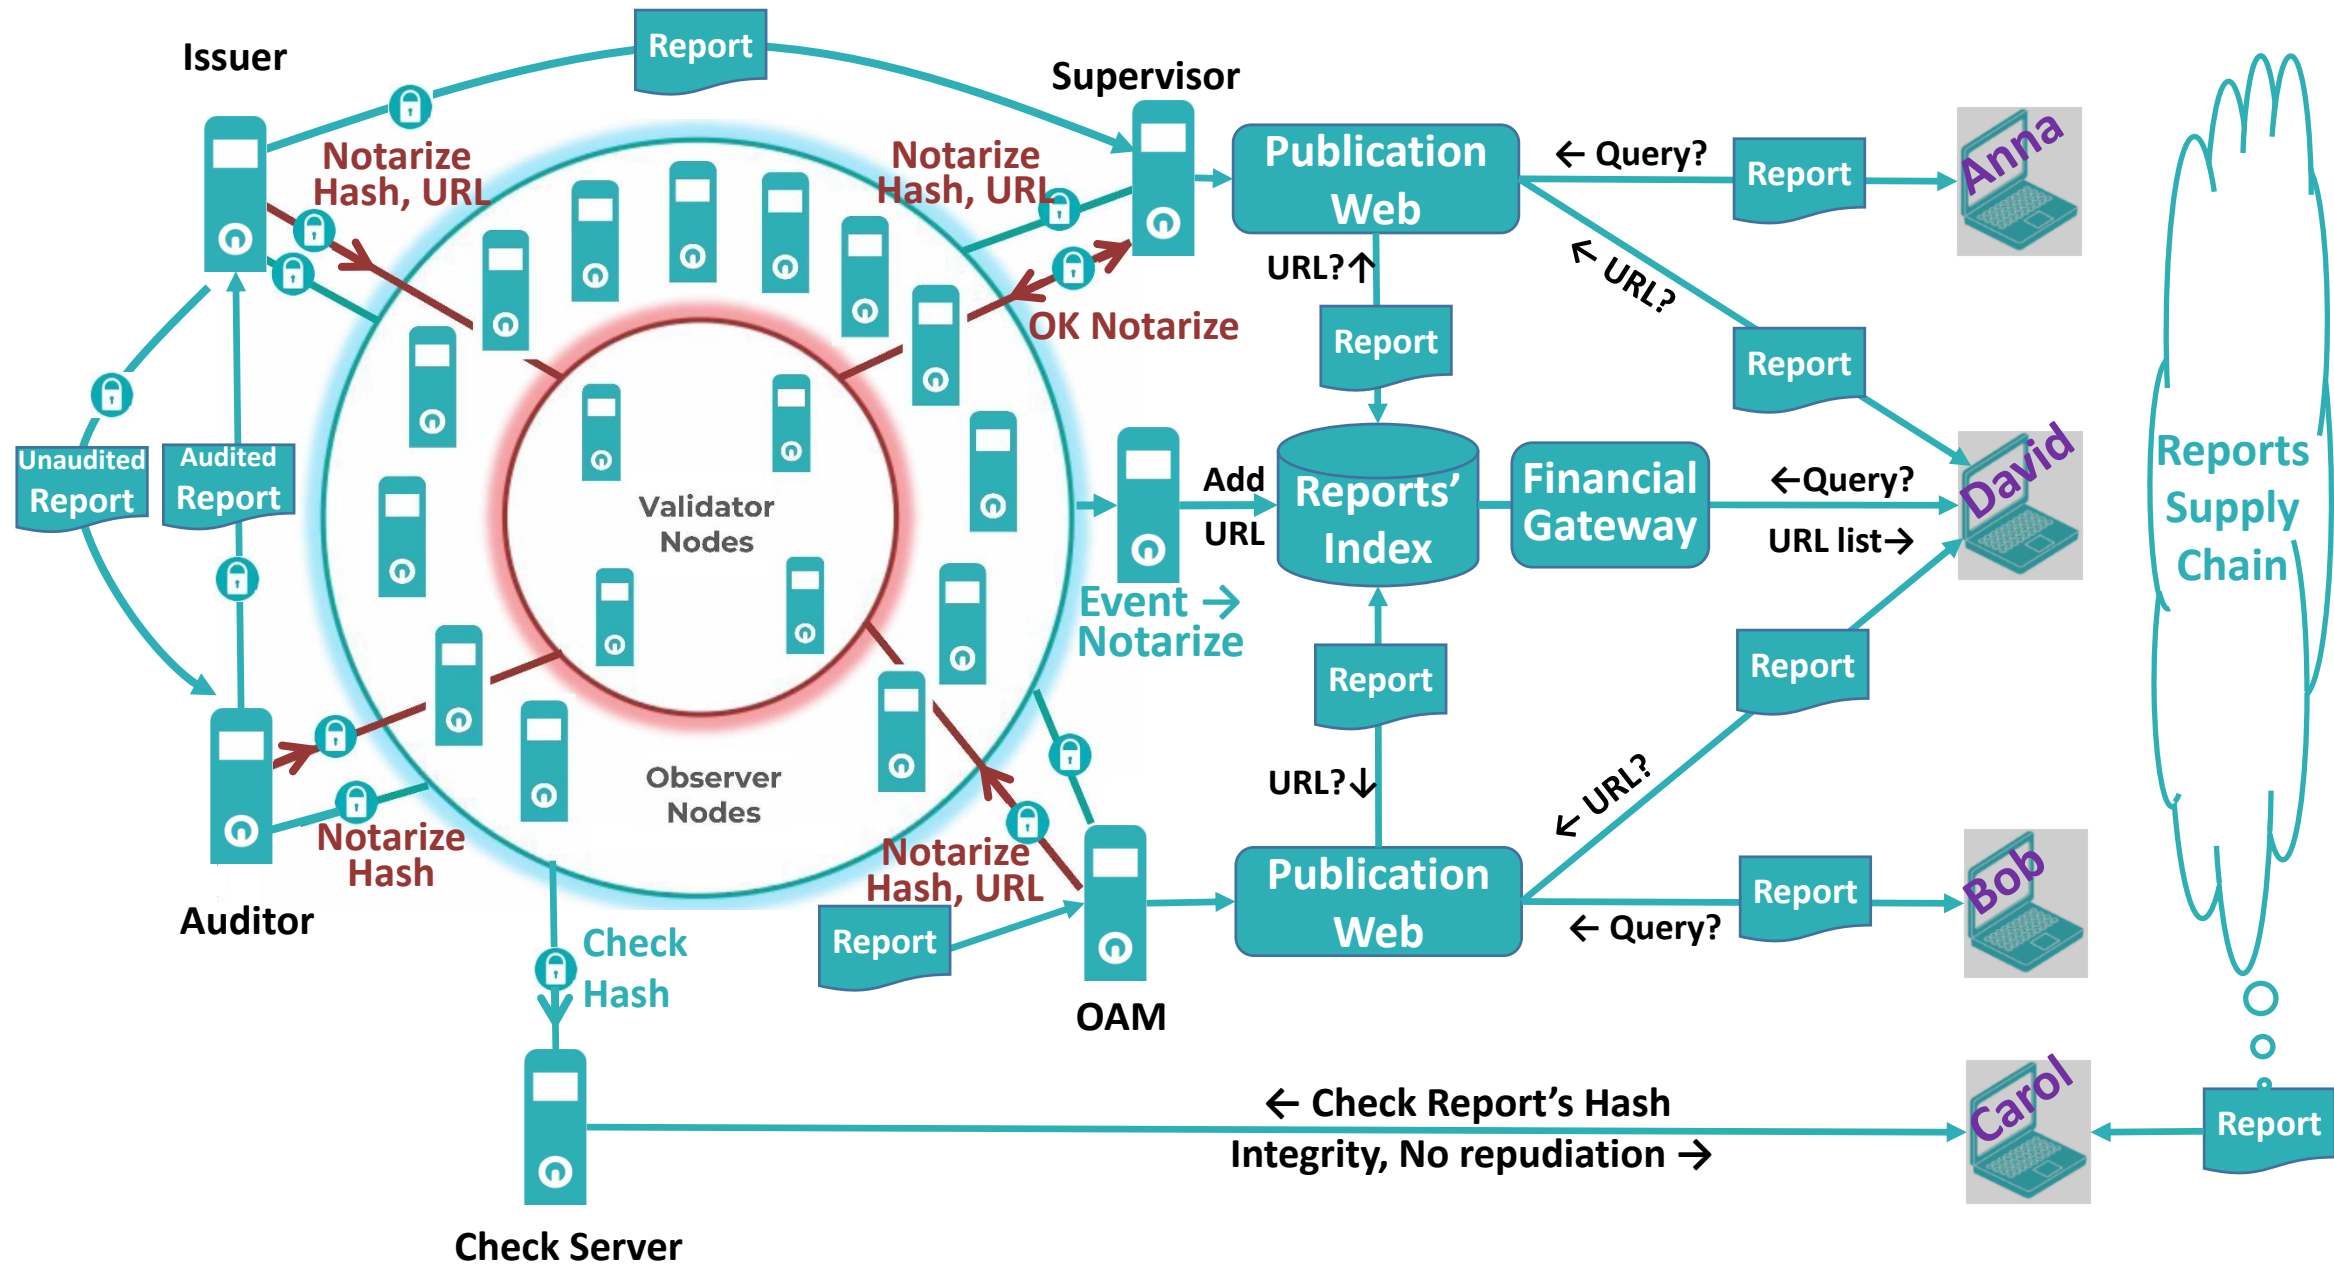 Issuer
Report
Supervisor
Notarize
Hash, URL
Notarize
Hash, URL
Publication
Web
← Query?
Report
Anna
URL?↑
← URL?
OK Notarize
Report
Report
Unaudited
Report
Audited
Report
Validator
Nodes
Add
URL
Reports'
Index
Financial
Gateway
←Query?
URL list→
David
Reports
Supply
Chain
Event →
Notarize
Report
Report
Observer
Nodes
URL?↓
← URL?
Notarize
Hash
Auditor
Notarize
Hash, URL
Report
Publication
Web
Report
← Query?
Bob
Check
Hash
OAM
← Check Report's Hash
Integrity, No repudiation →
Carol
Report
Check Server